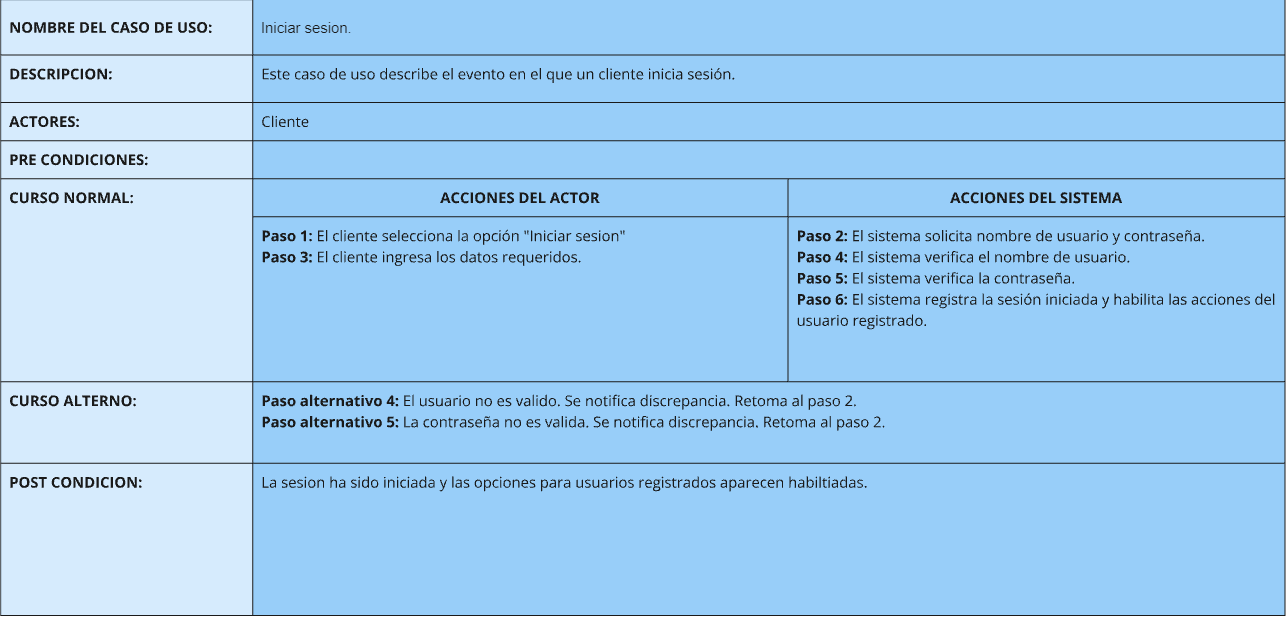 NOMBRE DEL CASO DE USO:
Iniciar sesion.
DESCRIPCION:
Este caso de uso describe el evento en el que un cliente inicia sesión.
ACTORES:
Cliente
PRE CONDICIONES:
CURSO NORMAL:
ACCIONES DEL ACTOR
ACCIONES DEL SISTEMA
Paso 1: El cliente selecciona la opción "Iniciar sesion"
Paso 3: El cliente ingresa los datos requeridos.
Paso 2: El sistema solicita nombre de usuario y contraseña.
Paso 4: El sistema verifica el nombre de usuario.
Paso 5: El sistema verifica la contraseña.
Paso 6: El sistema registra la sesión iniciada y habilita las acciones del
usuario registrado.
CURSO ALTERNO:
Paso alternativo 4: El usuario no es valido. Se notifica discrepancia. Retoma al paso 2.
Paso alternativo 5: La contraseña no es valida. Se notifica discrepancia. Retoma al paso 2.
POST CONDICION:
La sesion ha sido iniciada y las opciones para usuarios registrados aparecen habiltiadas.